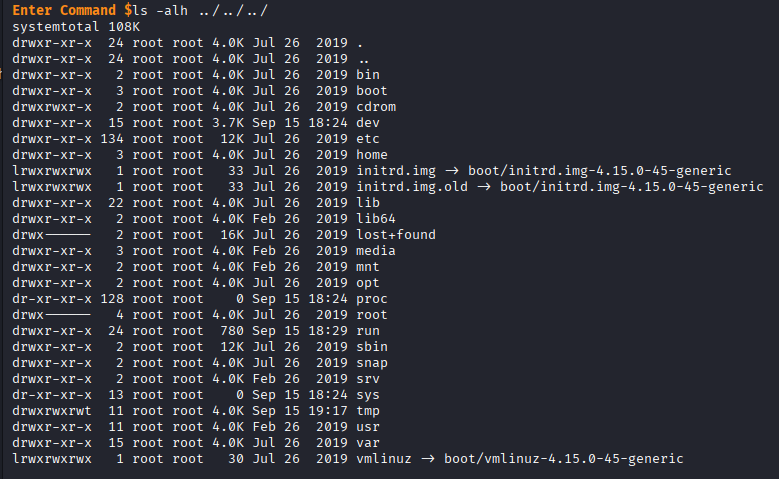 Enter Command $ls -alh ../../../
systemtotal 108K
drwxr-xr-x  24 root root 4.0K Jul 26  2019 .
drwxr-xr-x  24 root root 4.0K Jul 26  2019 ..
drwxr-xr-x   2 root root 4.0K Jul 26  2019 bin
drwxr-xr-x   3 root root 4.0K Jul 26  2019 boot
drwxrwxr-x   2 root root 4.0K Jul 26  2019 cdrom
drwxr-xr-x  15 root root 3.7K Sep 15 18:24 dev
drwxr-xr-x 134 root root  12K Jul 26  2019 etc
drwxr-xr-x   3 root root 4.0K Jul 26  2019 home
lrwxrwxrwx   1 root root   33 Jul 26  2019 initrd.img -> boot/initrd.img-4.15.0-45-generic
lrwxrwxrwx   1 root root   33 Jul 26  2019 initrd.img.old -> boot/initrd.img-4.15.0-45-generic
drwxr-xr-x  22 root root 4.0K Jul 26  2019 lib
drwxr-xr-x   2 root root 4.0K Feb 26  2019 lib64
drwx------   2 root root  16K Jul 26  2019 lost+found
drwxr-xr-x   3 root root 4.0K Feb 26  2019 media
drwxr-xr-x   2 root root 4.0K Feb 26  2019 mnt
drwxr-xr-x   2 root root 4.0K Jul 26  2019 opt
dr-xr-xr-x 128 root root    0 Sep 15 18:24 proc
drwx------   4 root root 4.0K Jul 26  2019 root
drwxr-xr-x  24 root root  780 Sep 15 18:29 run
drwxr-xr-x   2 root root  12K Jul 26  2019 sbin
drwxr-xr-x   2 root root 4.0K Jul 26  2019 snap
drwxr-xr-x   2 root root 4.0K Feb 26  2019 srv
dr-xr-xr-x  13 root root    0 Sep 15 18:24 sys
drwxrwxrwt  11 root root 4.0K Sep 15 19:17 tmp
drwxr-xr-x  11 root root 4.0K Feb 26  2019 usr
drwxr-xr-x  15 root root 4.0K Jul 26  2019 var
lrwxrwxrwx   1 root root   30 Jul 26  2019 vmlinuz -> boot/vmlinuz-4.15.0-45-generic